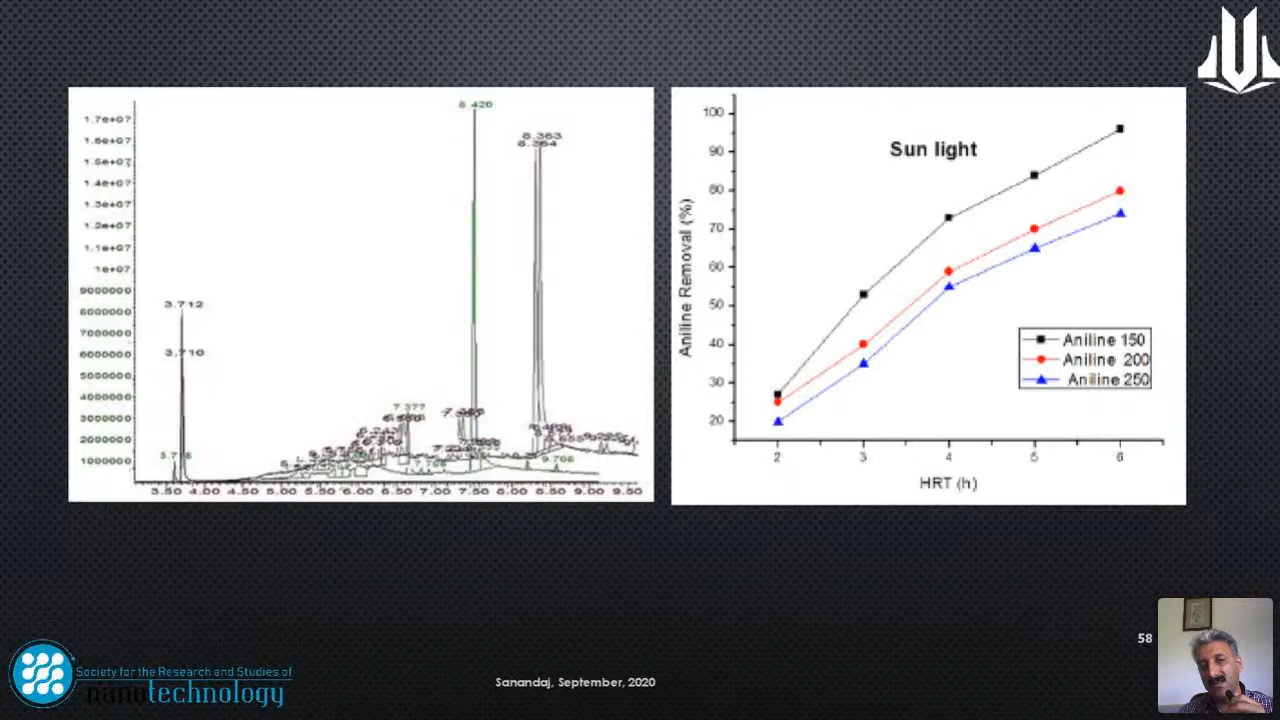 8.420
8.363
8.364
1.7e+07
1.6e+07
1.5e+07
1.4e+07
1.3e+07
1.2e+07
1.1e+07
1e+07
9000000
8000000
7000000
6000000
5000000
4000000
3000000
2000000
1000000
3.712
3.710
7.377
9.706
3.50 4.00 4.50 5.00 5.50 6.00 6.50 7.00 7.50 8.00 8.50 9.00 9.50
Sun light
Aniline Removal (%)
100
90
80
70
60
50
40
30
20
Aniline 150
Aniline 200
Aniline 250
2 3 4 5 6
HRT (h)
58
Society for the Research and Studies of
nanotechnology
Sanandaj, September, 2020